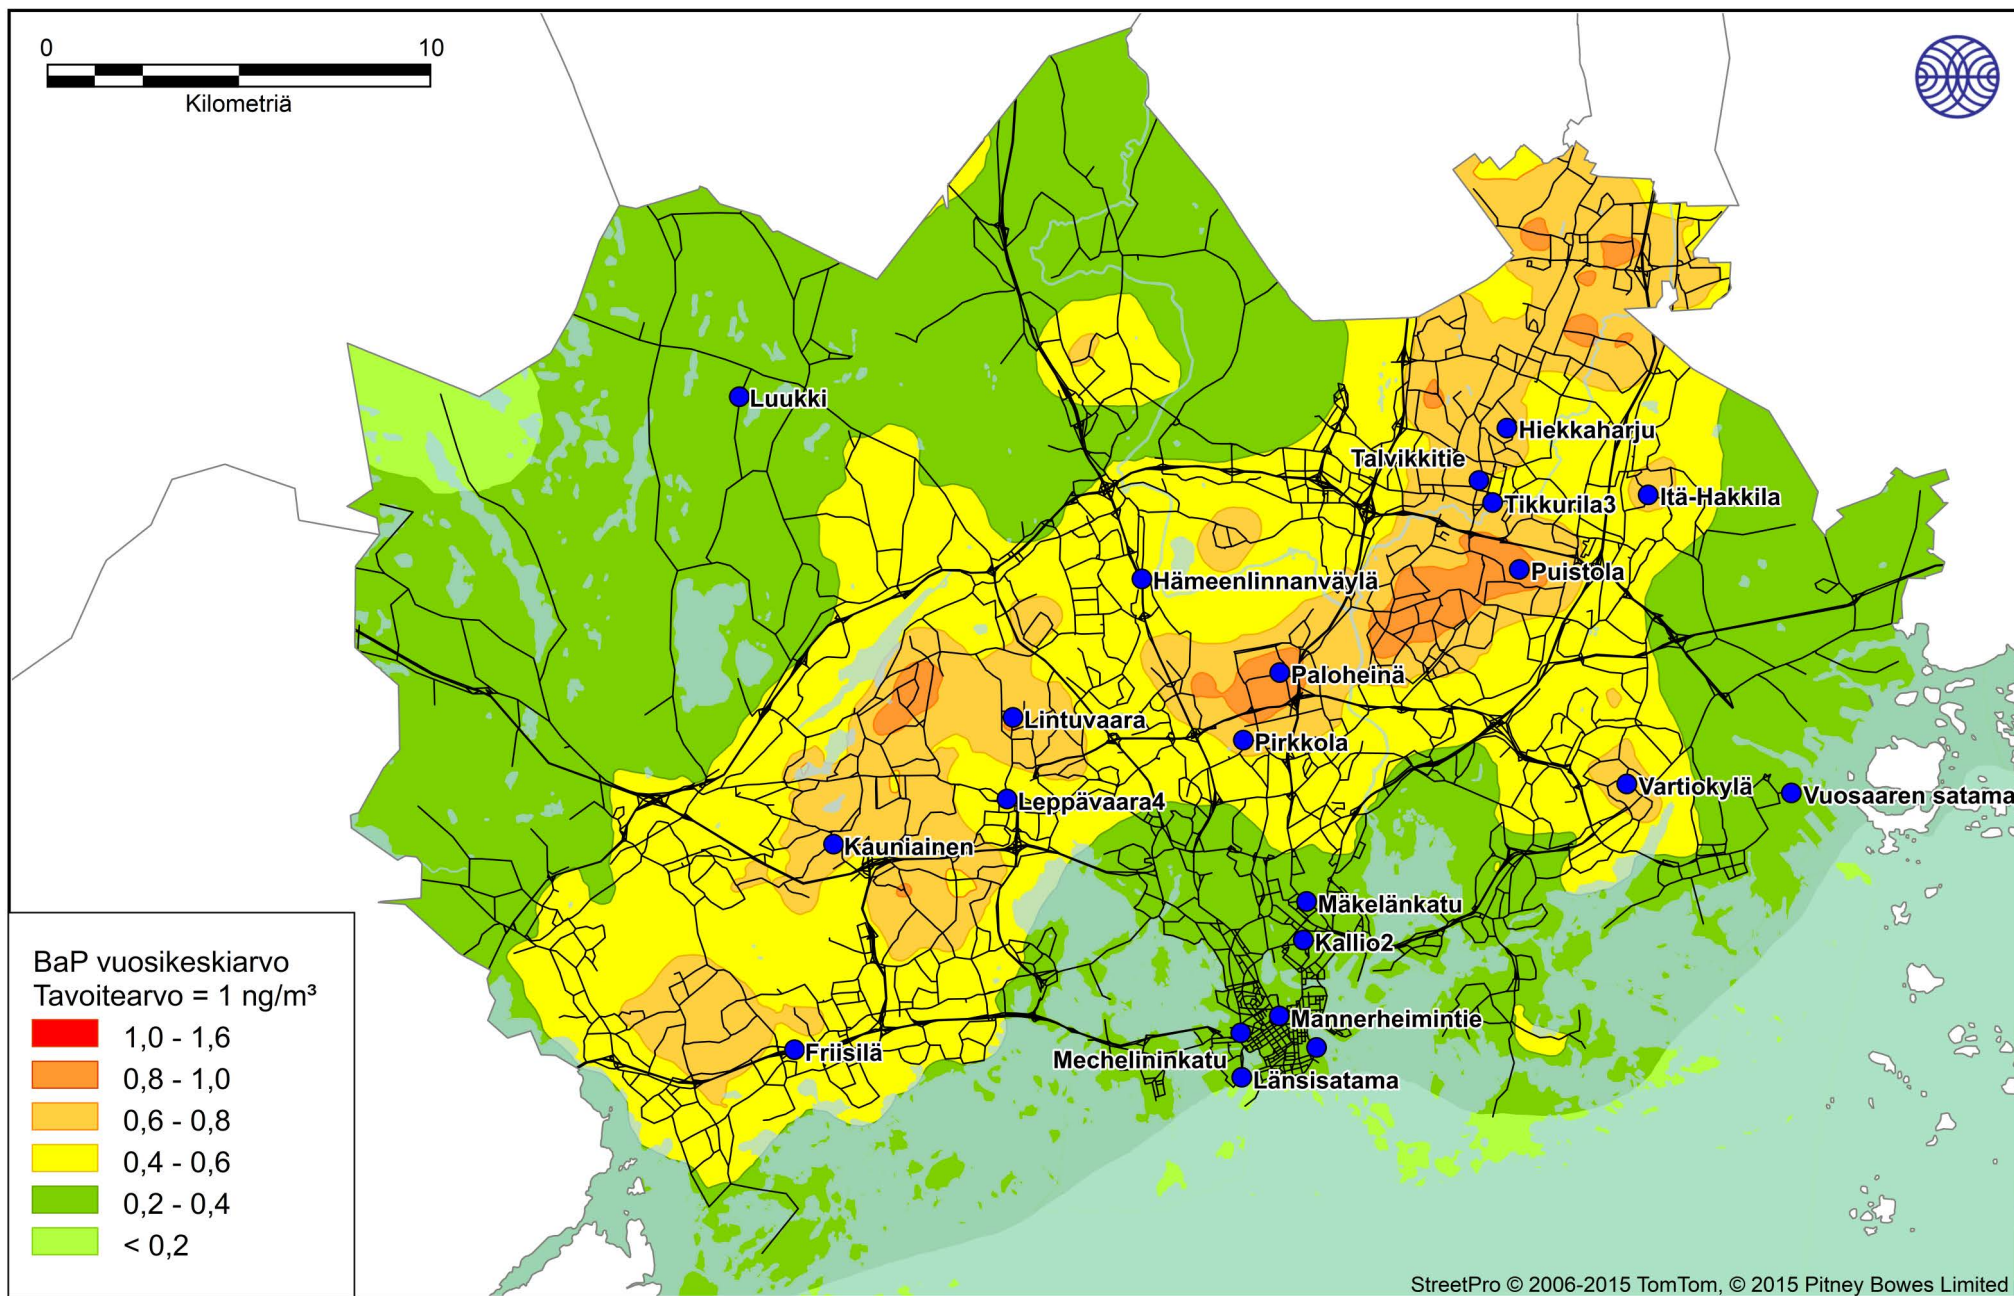 0 10
Kilometriä
Luukki
Hiekkaharju
Talvikkitie
Itä-Hakkila
Tikkurila3
Puistola
Hämeenlinnanväylä
Paloheinä
Lintuvaara
Pirkkola
Vartiokylä
Vuosaaren satama
Leppävaara4
Kauniainen
Mäkelänkatu
Kallio2
Mannerheimintie
Friisilä
Mechelininkatu
Länsisatama
BaP vuosikeskiarvo
Tavoitearvo = 1 ng/m³
1,0 - 1,6
0,8 - 1,0
0,6 - 0,8
0,4 - 0,6
0,2 - 0,4
< 0,2
StreetPro © 2006-2015 TomTom, © 2015 Pitney Bowes Limited